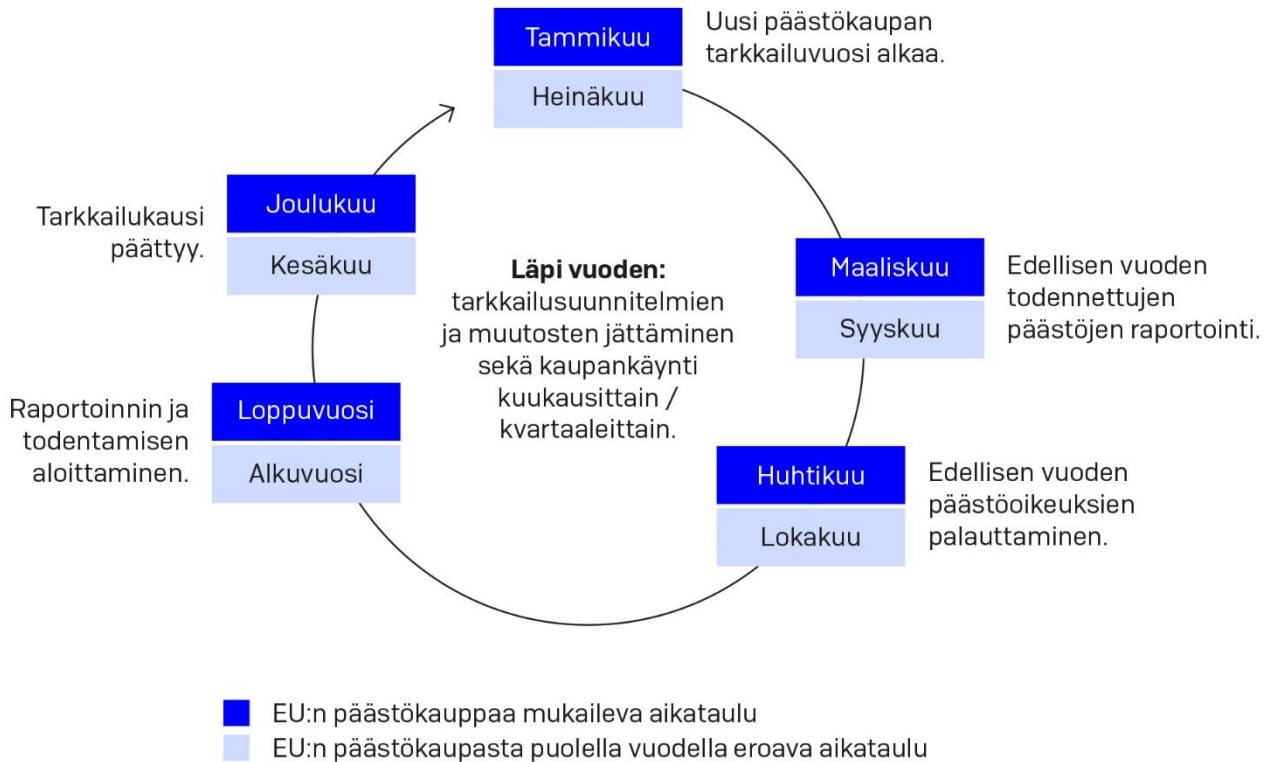 Tammikuu
Heinäkuu
Uusi päästökaupan
tarkkailuvuosi alkaa.
Maaliskuu
Syyskuu
Edellisen vuoden
todennettujen
päästöjen raportointi.
Huhtikuu
Lokakuu
Edellisen vuoden
päästöoikeuksien
palauttaminen.
Loppuvuosi
Alkuvuosi
Raportoinnin ja
todentamisen
aloittaminen.
Joulukuu
Kesäkuu
Tarkkailukausi
päättyy.
Läpi vuoden:
tarkkailusuunnitelmien
ja muutosten jättäminen
sekä kaupankäynti
kuukausittain /
kvartaaleittain.
EU:n päästökauppaa mukaileva aikataulu
EU:n päästökaupasta puolella vuodella eroava aikataulu